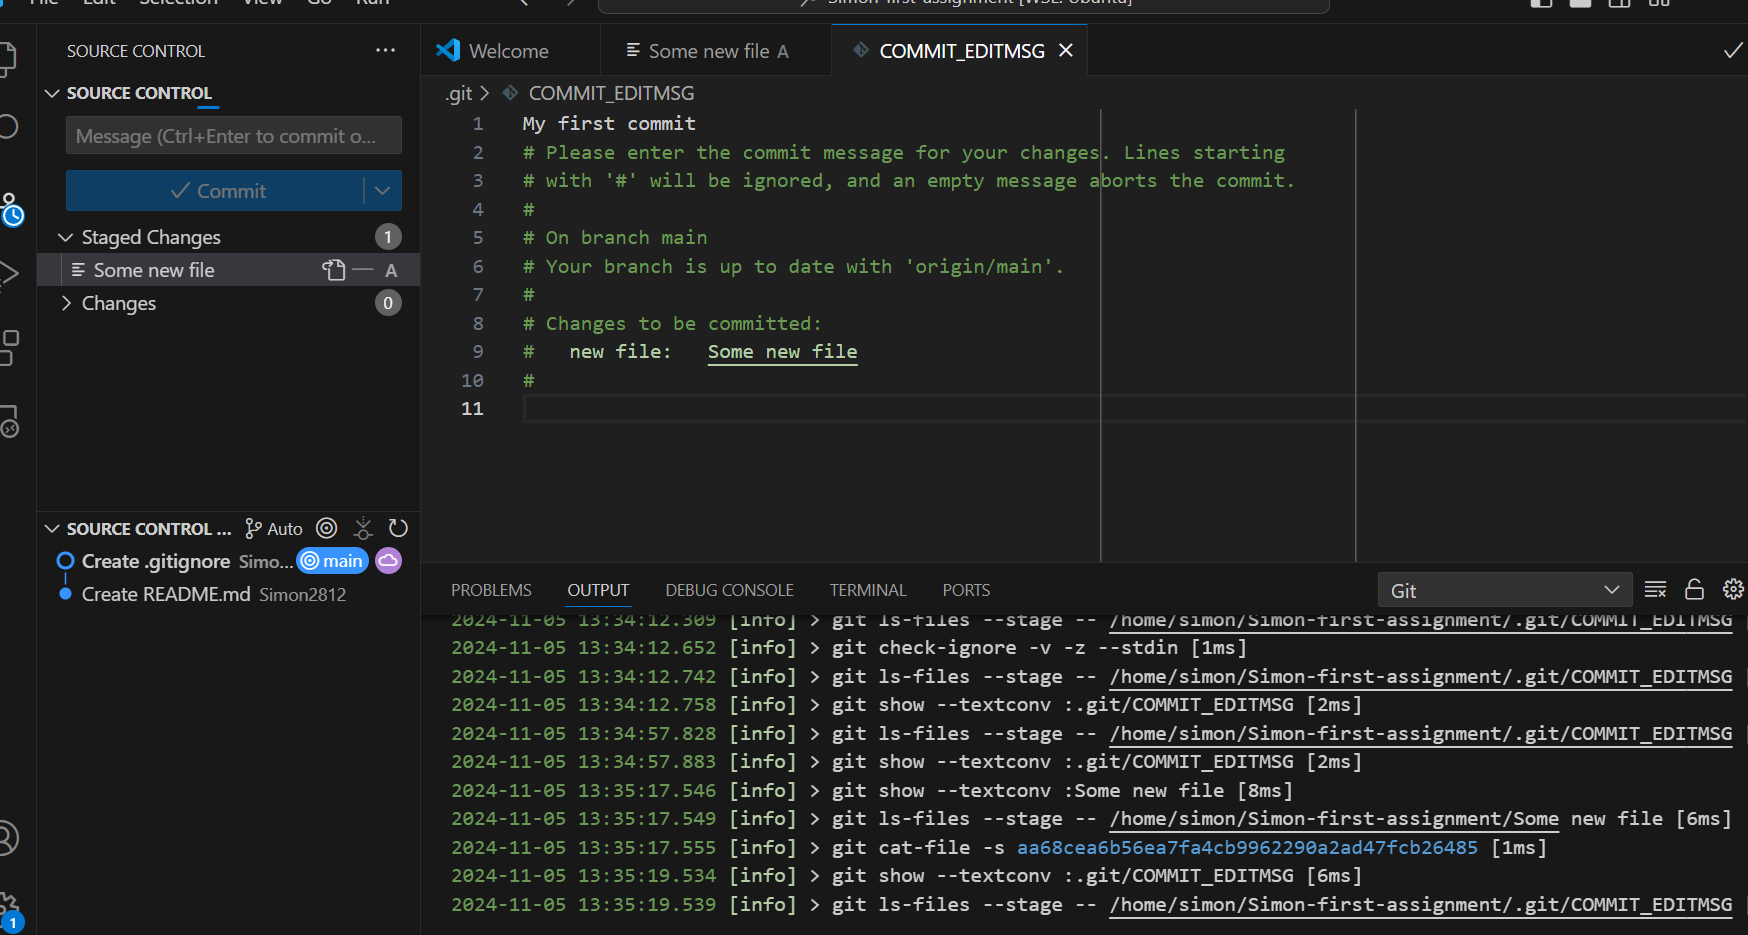 File Edit Selection View Go Run
Simon-first-assignment [WSL: Ubuntu]
SOURCE CONTROL
SOURCE CONTROL
Message (Ctrl+Enter to commit o...
Commit
Staged Changes 1
Some new file A
Changes 0
SOURCE CONTROL ... Auto
Create .gitignore Simo... main
Create README.md Simon2812
1
Welcome Some new file A COMMIT_EDITMSG
.git > COMMIT_EDITMSG
1 My first commit
2 # Please enter the commit message for your changes. Lines starting
3 # with '#' will be ignored, and an empty message aborts the commit.
4 #
5 # On branch main
6 # Your branch is up to date with 'origin/main'.
7 #
8 # Changes to be committed:
9 # new file: Some new file
10 #
11
PROBLEMS OUTPUT DEBUG CONSOLE TERMINAL PORTS Git
2024-11-05 13:34:12.309 [info] > git ls-files --stage -- /home/simon/Simon-first-assignment/.git/COMMIT_EDITMSG
2024-11-05 13:34:12.652 [info] > git check-ignore -v -z --stdin [1ms]
2024-11-05 13:34:12.742 [info] > git ls-files --stage -- /home/simon/Simon-first-assignment/.git/COMMIT_EDITMSG
2024-11-05 13:34:12.758 [info] > git show --textconv :.git/COMMIT_EDITMSG [2ms]
2024-11-05 13:34:57.828 [info] > git ls-files --stage -- /home/simon/Simon-first-assignment/.git/COMMIT_EDITMSG
2024-11-05 13:34:57.883 [info] > git show --textconv :.git/COMMIT_EDITMSG [2ms]
2024-11-05 13:35:17.546 [info] > git show --textconv :Some new file [8ms]
2024-11-05 13:35:17.549 [info] > git ls-files --stage -- /home/simon/Simon-first-assignment/Some new file [6ms]
2024-11-05 13:35:17.555 [info] > git cat-file -s aa68cea6b56ea7fa4cb9962290a2ad47fcb26485 [1ms]
2024-11-05 13:35:19.534 [info] > git show --textconv :.git/COMMIT_EDITMSG [6ms]
2024-11-05 13:35:19.539 [info] > git ls-files --stage -- /home/simon/Simon-first-assignment/.git/COMMIT_EDITMSG